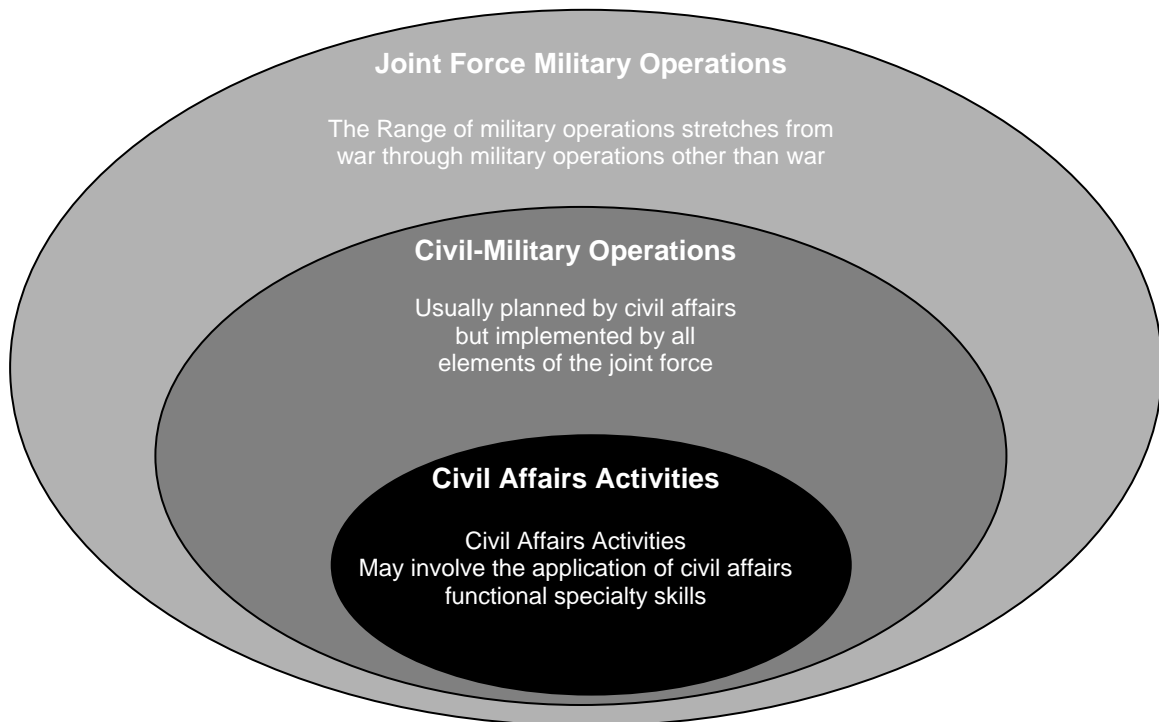 Joint Force Military Operations
The Range of military operations stretches from
war through military operations other than war
Civil-Military Operations
Usually planned by civil affairs
but implemented by all
elements of the joint force
Civil Affairs Activities
Civil Affairs Activities
May involve the application of civil affairs
functional specialty skills